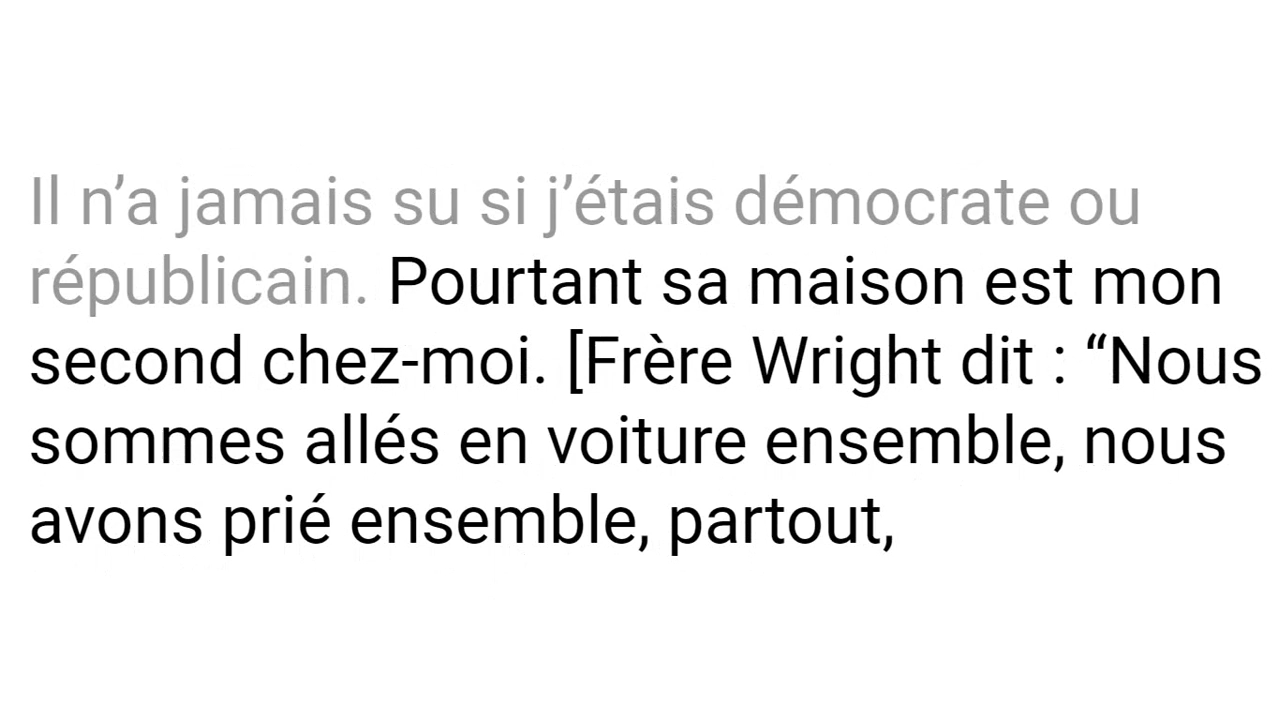 Il n’a jamais su si j’étais démocrate ou
républicain. Pourtant sa maison est mon
second chez-moi. [Frère Wright dit : “Nous
sommes allés en voiture ensemble, nous
avons prié ensemble, partout,